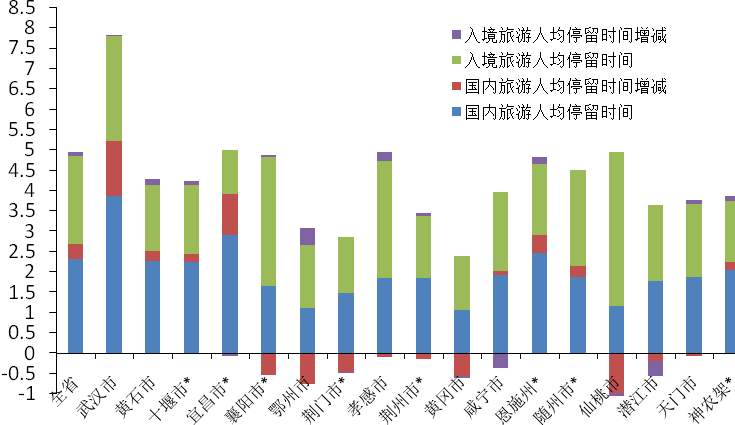 8.5
8
7.5
7
6.5
6
5.5
5
4.5
4
3.5
3
2.5
2
1.5
1
0.5
0
-0.5
-1
入境旅游人均停留时间增减
入境旅游人均停留时间
国内旅游人均停留时间增减
国内旅游人均停留时间
全省
武汉市
黄石市
十堰市*
宜昌市*
襄阳市*
鄂州市
荆门市*
孝感市
荆州市*
黄冈市
咸宁市
恩施州*
随州市*
仙桃市
潜江市
天门市
神农架*